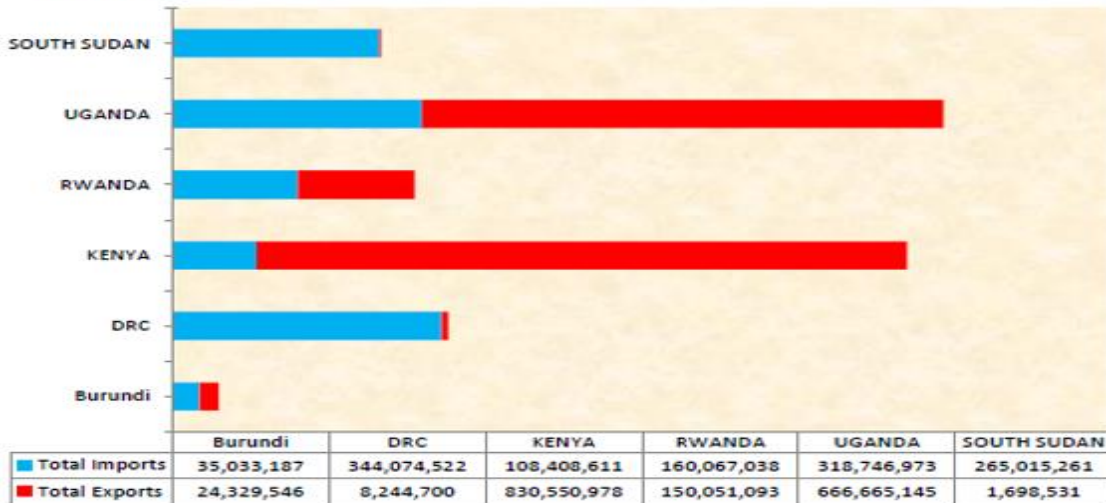 SOUTH SUDAN
UGANDA
RWANDA
KENYA
DRC
Burundi
Burundi DRC KENYA RWANDA UGANDA SOUTH SUDAN
Total Imports 35,033,187 344,074,522 108,408,611 160,067,038 318,746,973 265,015,261
Total Exports 24,329,546 8,244,700 830,550,978 150,051,093 666,665,145 1,698,531